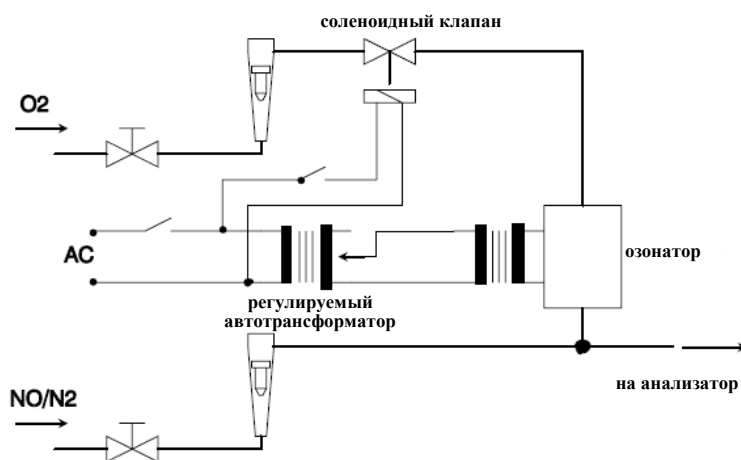 соленоидный клапан
O2
AC
озонатор
регулируемый
автотрансформатор
NO/N2
на анализатор